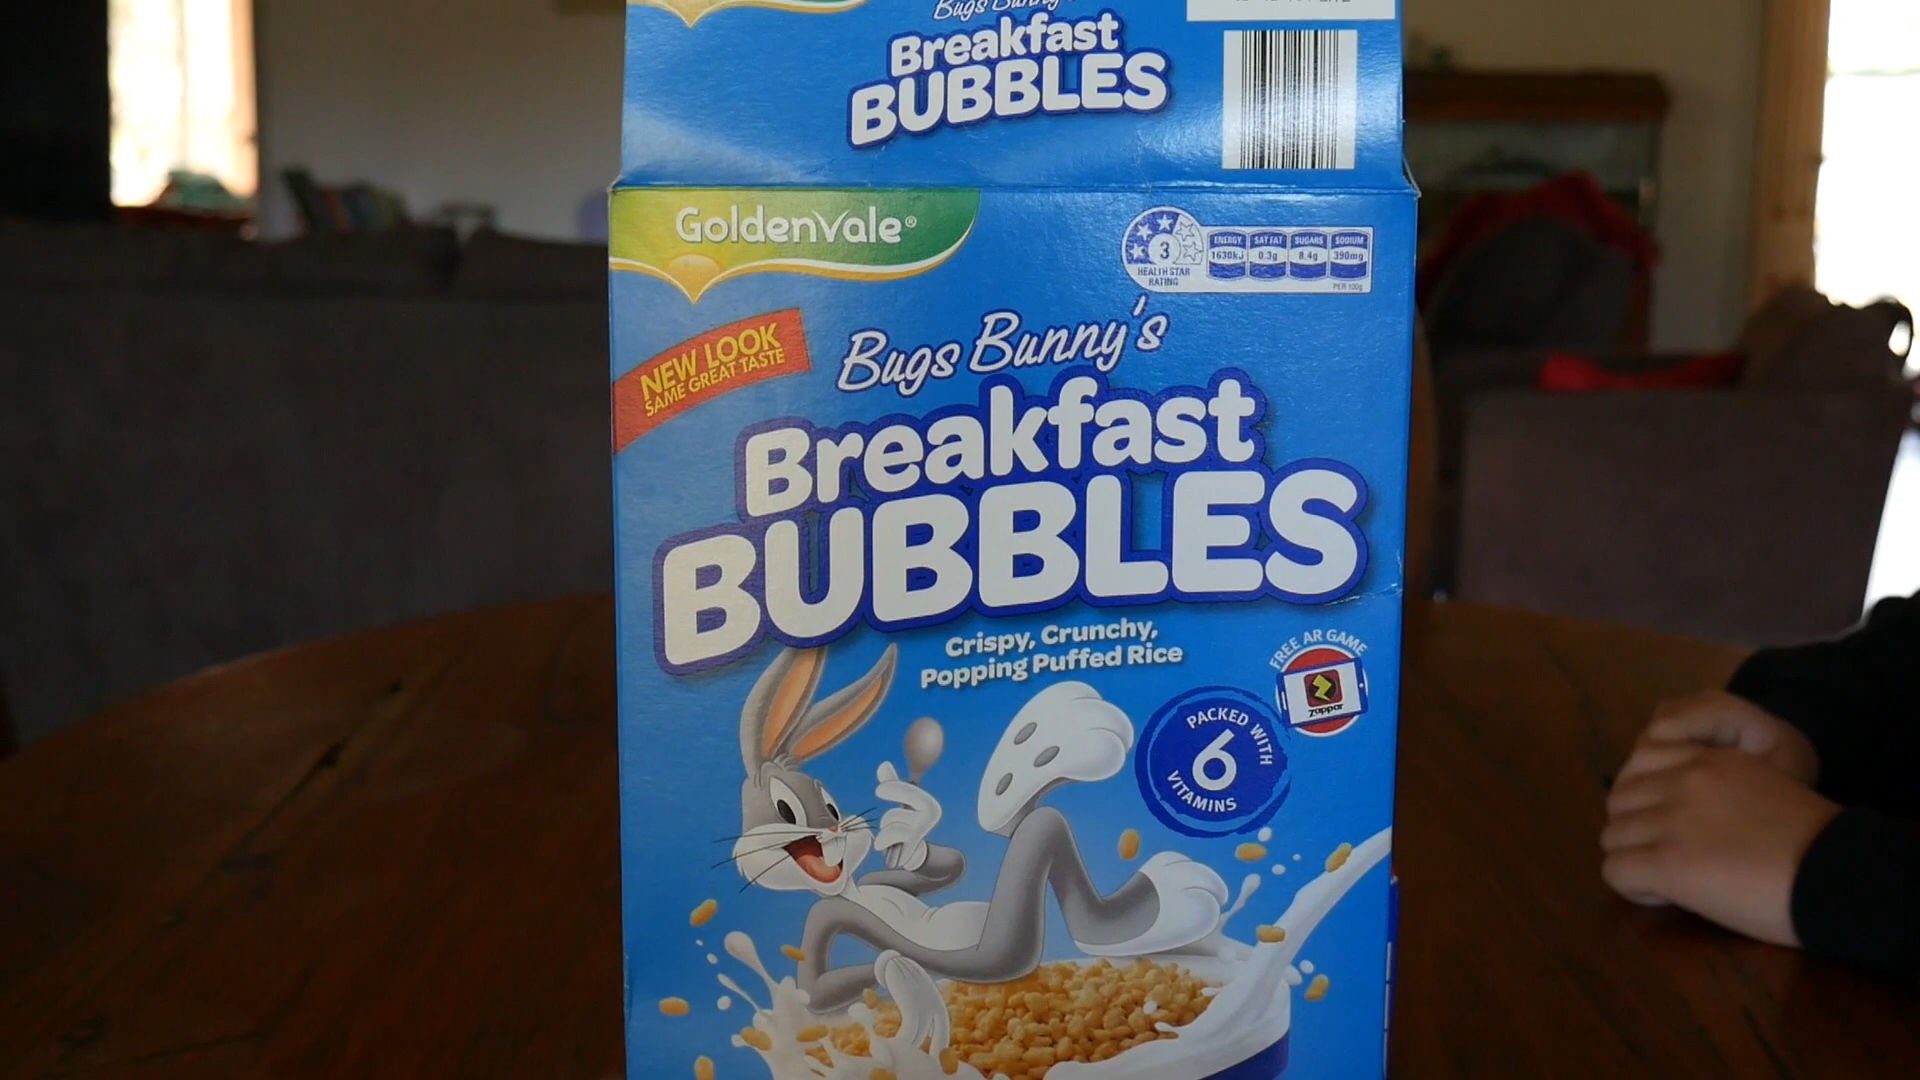 Bugs Bunny's
Breakfast
BUBBLES
GoldenVale®
3
HEALTH STAR
RATING
ENERGY
1630kJ
SAT FAT
0.3g
SUGARS
8.4g
SODIUM
390mg
PER 100g
NEW LOOK
SAME GREAT TASTE
Bugs Bunny's
Breakfast
BUBBLES
Crispy, Crunchy,
Popping Puffed Rice
FREE AR GAME
zappar
PACKED WITH
6
VITAMINS